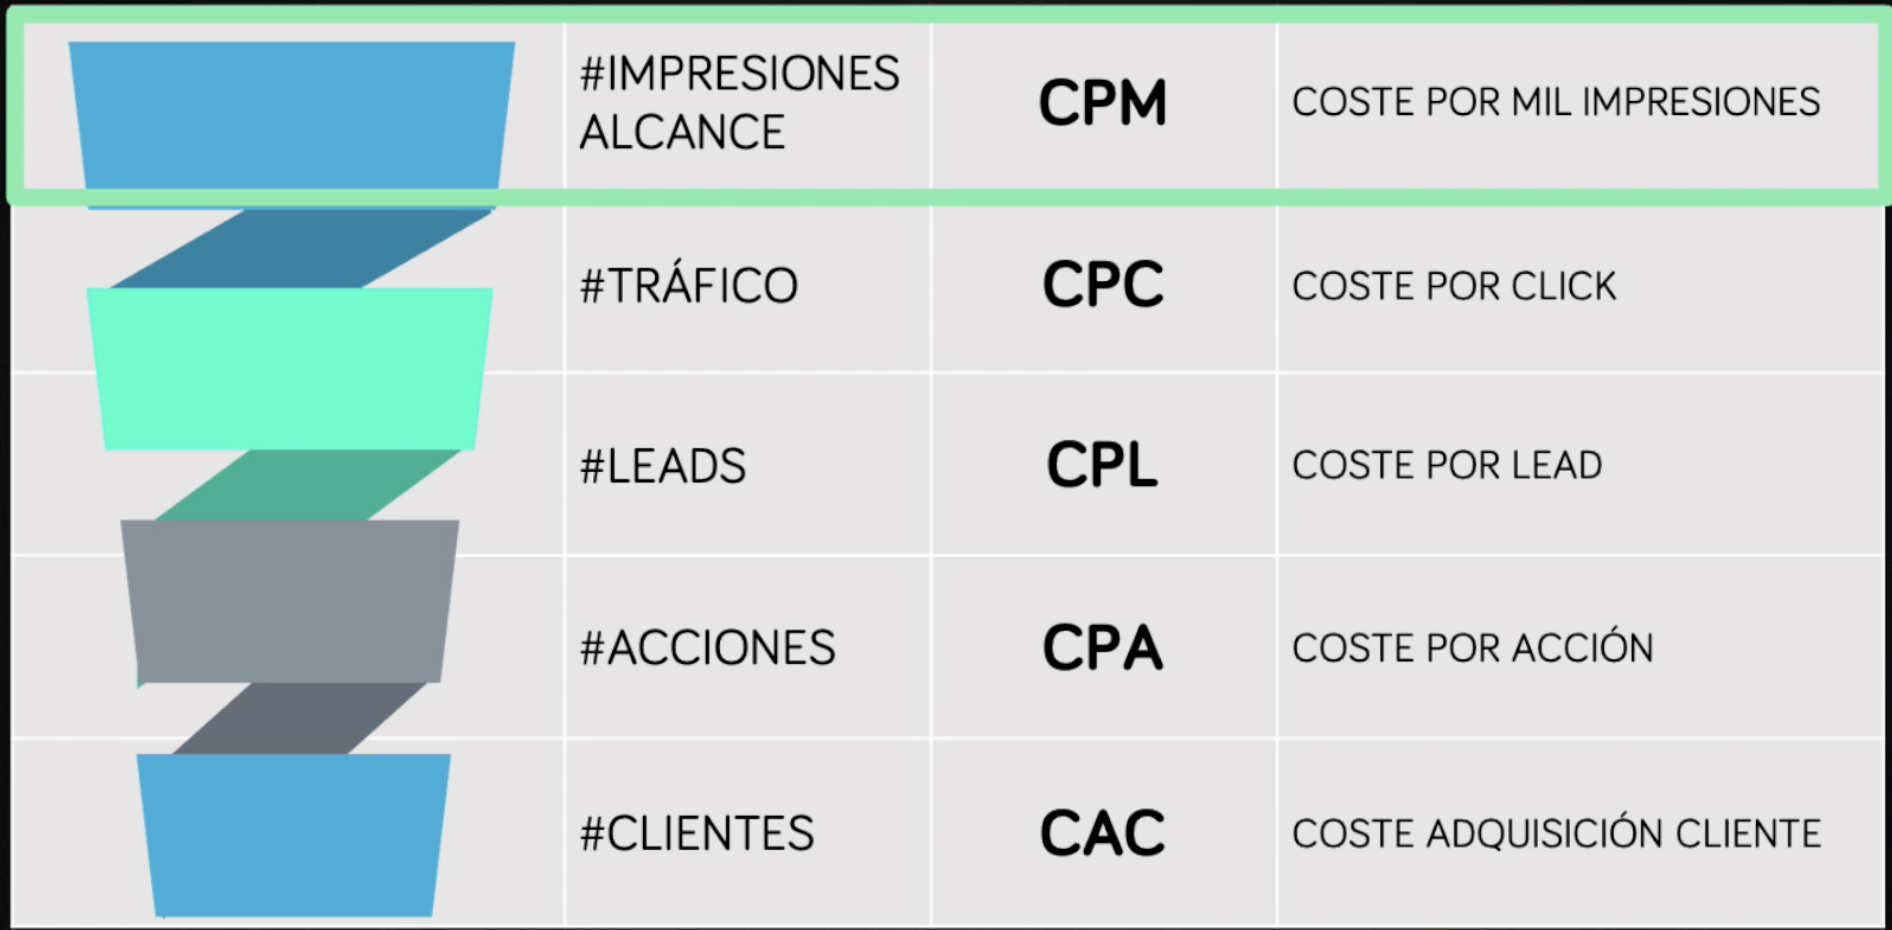 #IMPRESIONES
ALCANCE
CPM
COSTE POR MIL IMPRESIONES
#TRÁFICO
CPC
COSTE POR CLICK
#LEADS
CPL
COSTE POR LEAD
#ACCIONES
CPA
COSTE POR ACCIÓN
#CLIENTES
CAC
COSTE ADQUISICIÓN CLIENTE